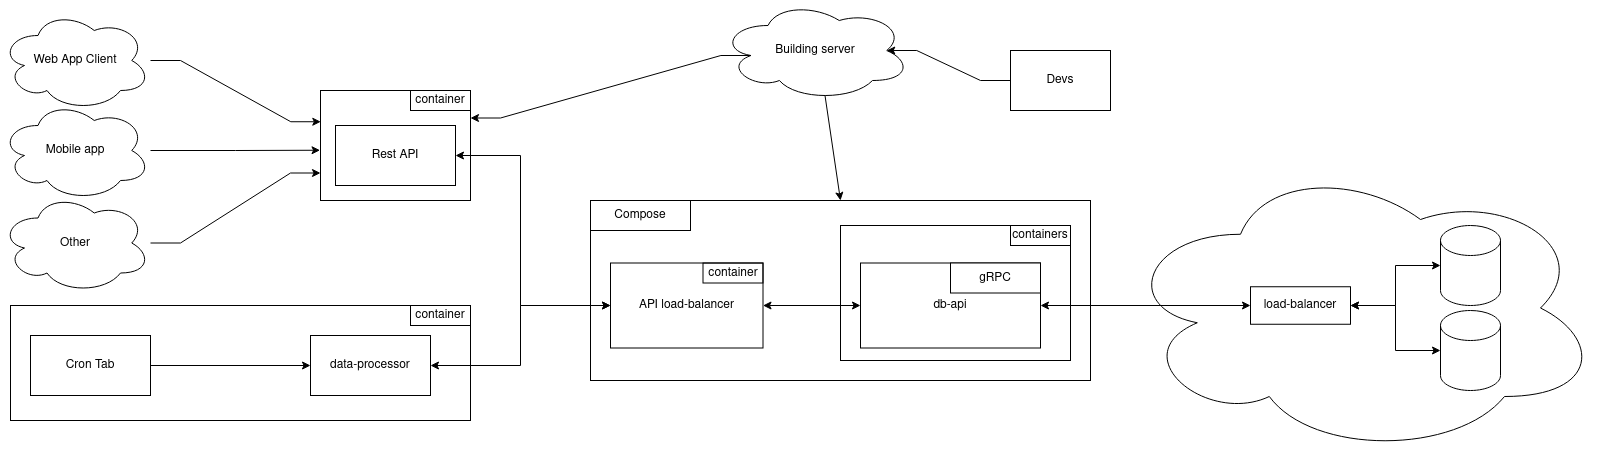 Web App Client
Mobile app
Other
container
Rest API
Building server
Devs
container
Cron Tab
data-processor
Compose
container
API load-balancer
containers
gRPC
db-api
load-balancer